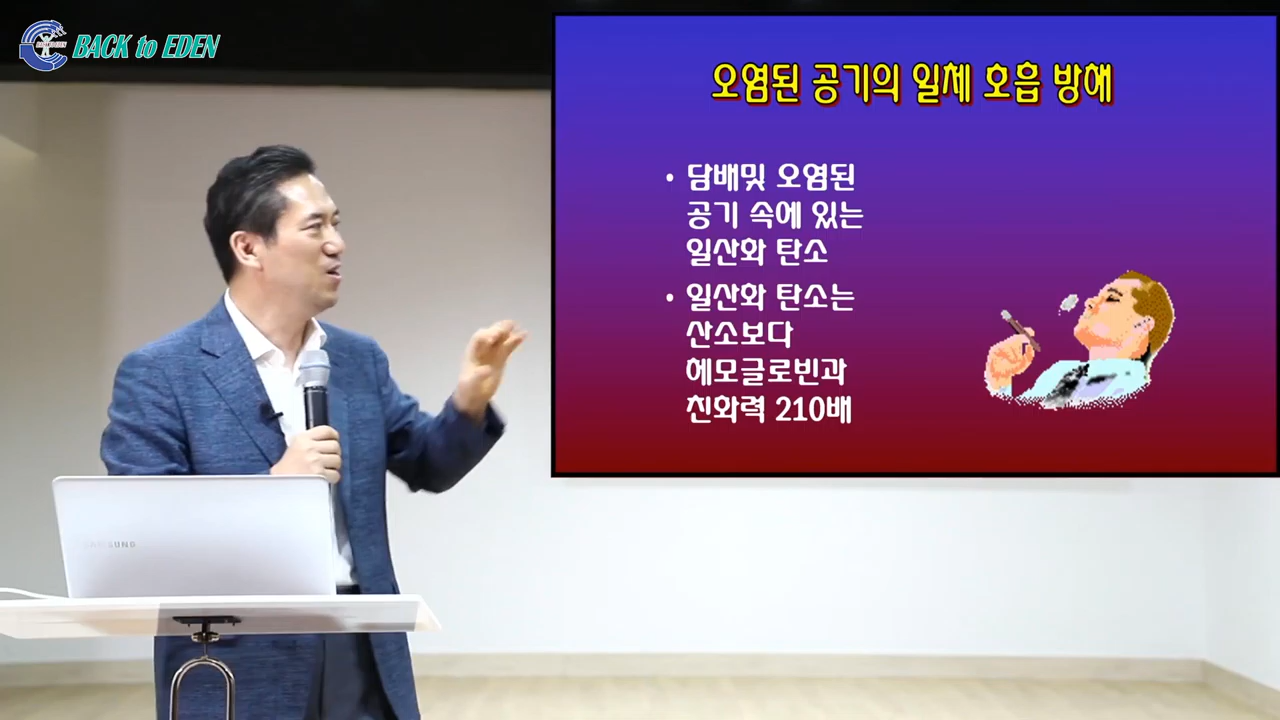 BACK to EDEN
오염된 공기의 일체 호흡 방해
• 담배및 오염된
공기 속에 있는
일산화 탄소
• 일산화 탄소는
산소보다
헤모글로빈과
친화력 210배
SAMSUNG